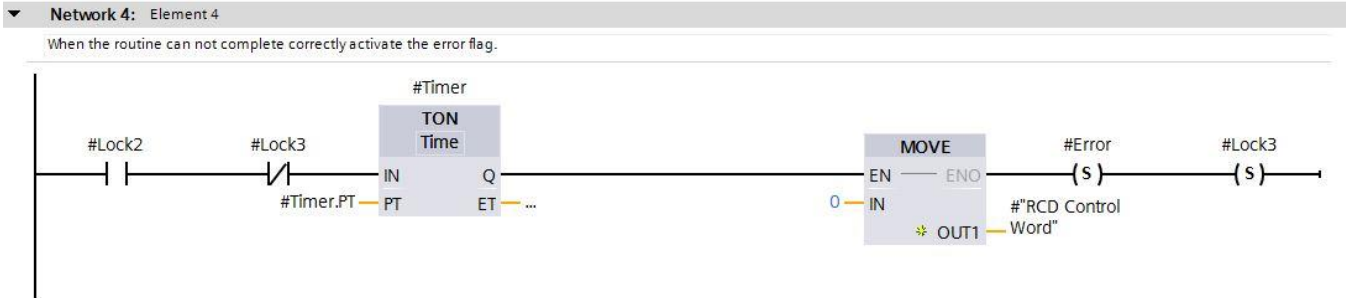 Network 4: Element 4
When the routine can not complete correctly activate the error flag.
#Timer
TON
Time
#Lock2
#Lock3
IN
Q
#Timer.PT
PT
ET
...
MOVE
EN
ENO
0
IN
OUT1
#"RCD Control
Word"
#Error
S
#Lock3
S